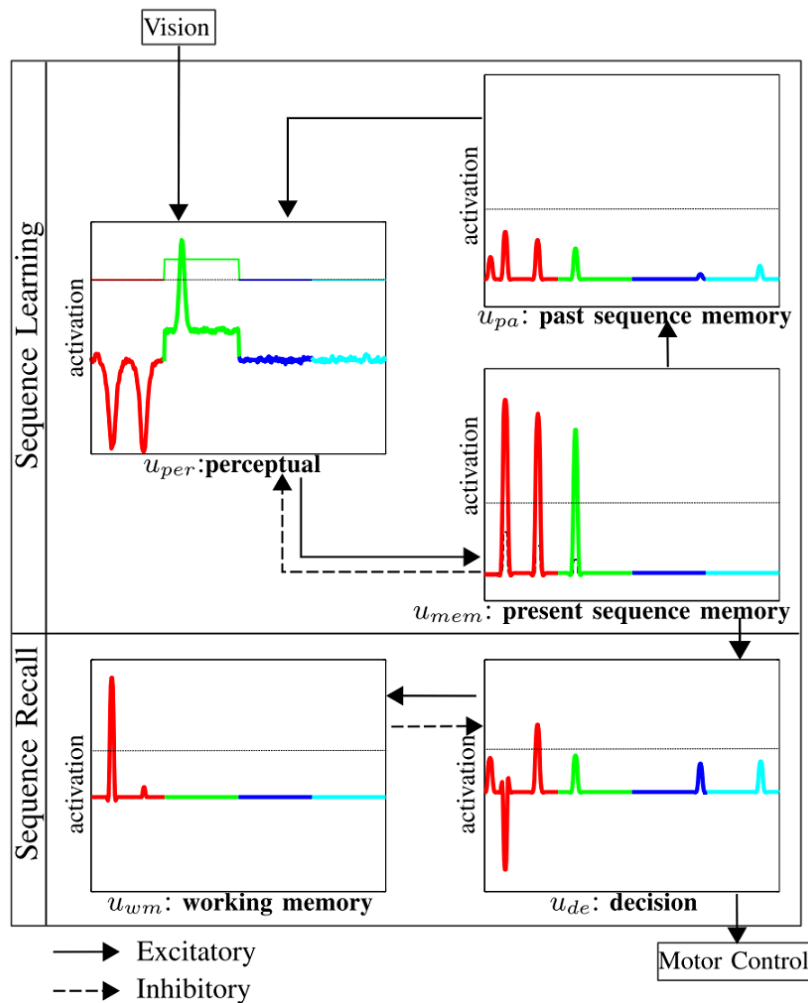 Vision
Sequence Learning
activation
u_per:perceptual
activation
u_pa: past sequence memory
activation
u_mem: present sequence memory
Sequence Recall
activation
u_wm: working memory
activation
u_de: decision
Excitatory
Inhibitory
Motor Control